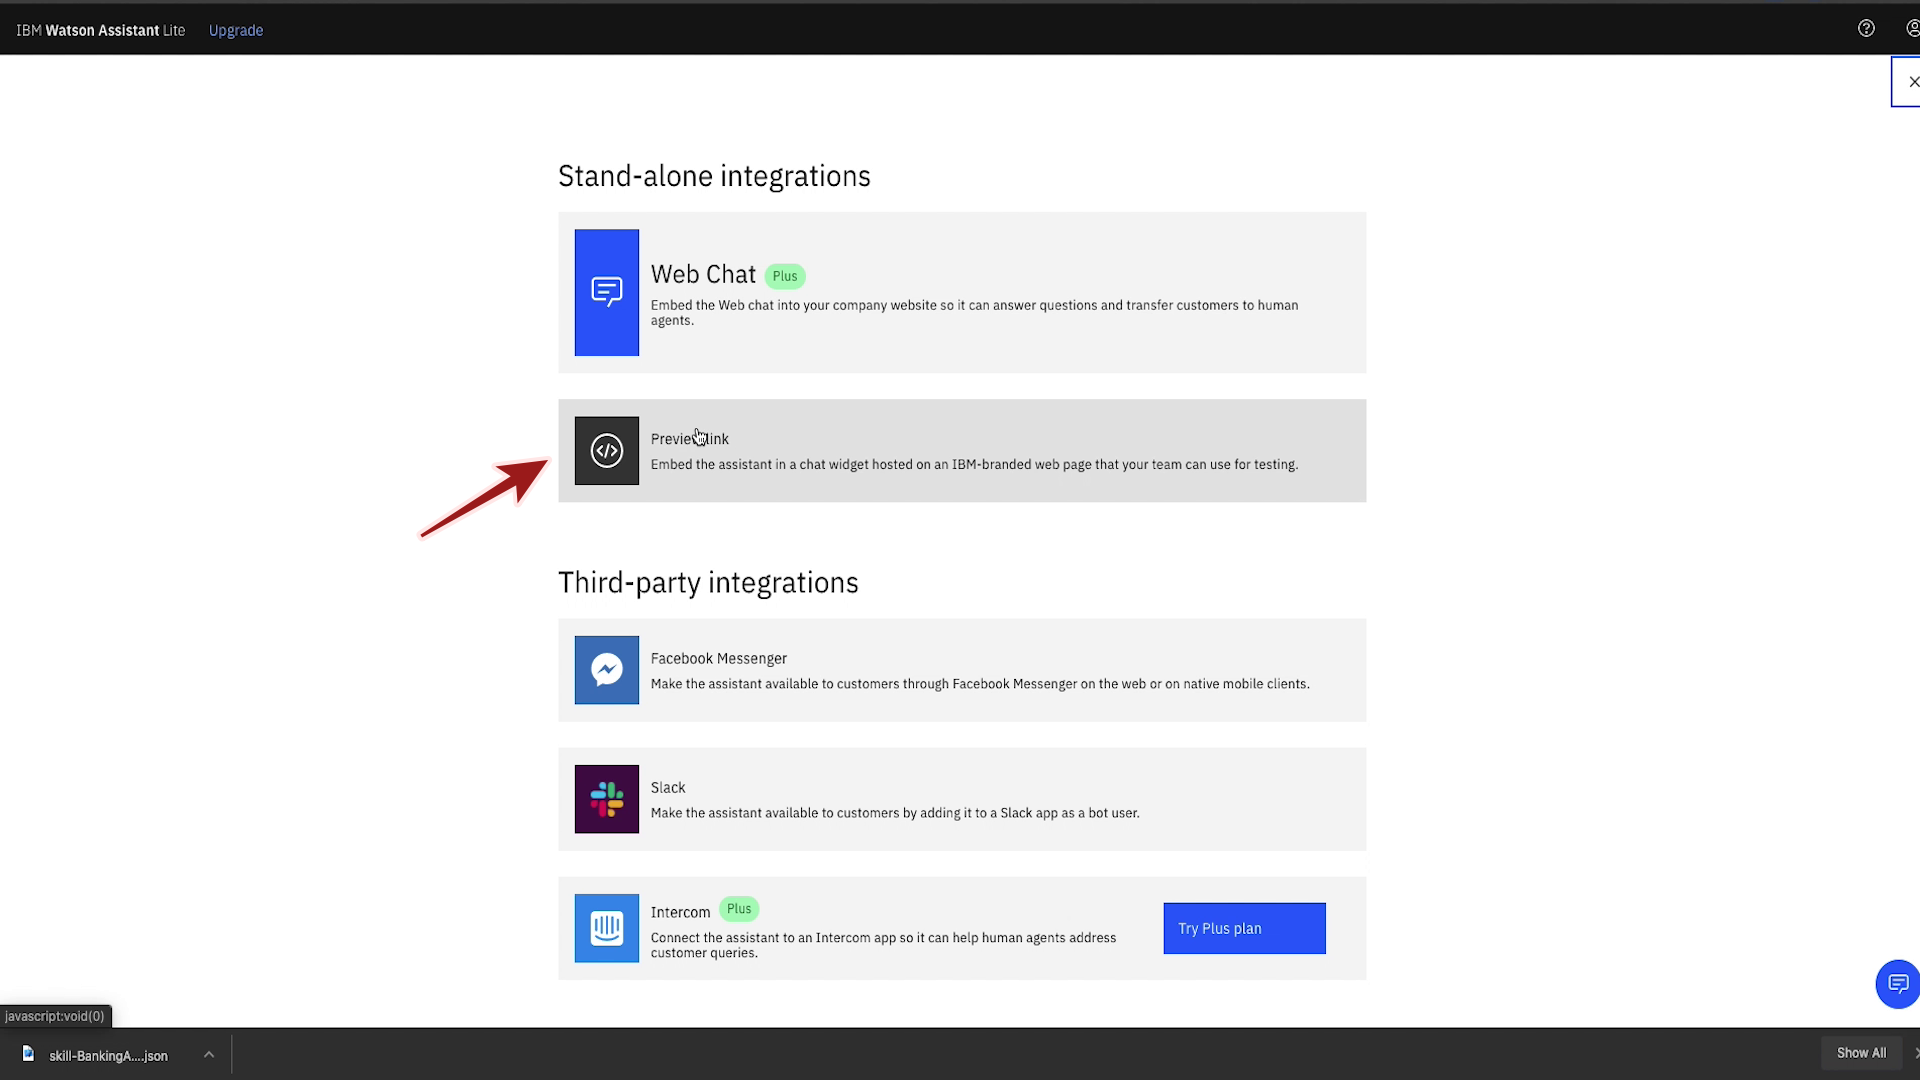 IBM Watson Assistant Lite Upgrade
Stand-alone integrations
Web Chat Plus
Embed the Web chat into your company website so it can answer questions and transfer customers to human
agents.
Preview link
Embed the assistant in a chat widget hosted on an IBM-branded web page that your team can use for testing.
Third-party integrations
Facebook Messenger
Make the assistant available to customers through Facebook Messenger on the web or on native mobile clients.
Slack
Make the assistant available to customers by adding it to a Slack app as a bot user.
Intercom Plus
Connect the assistant to an Intercom app so it can help human agents address
customer queries.
Try Plus plan
javascript:void(0)
skill-BankingA....json
Show All